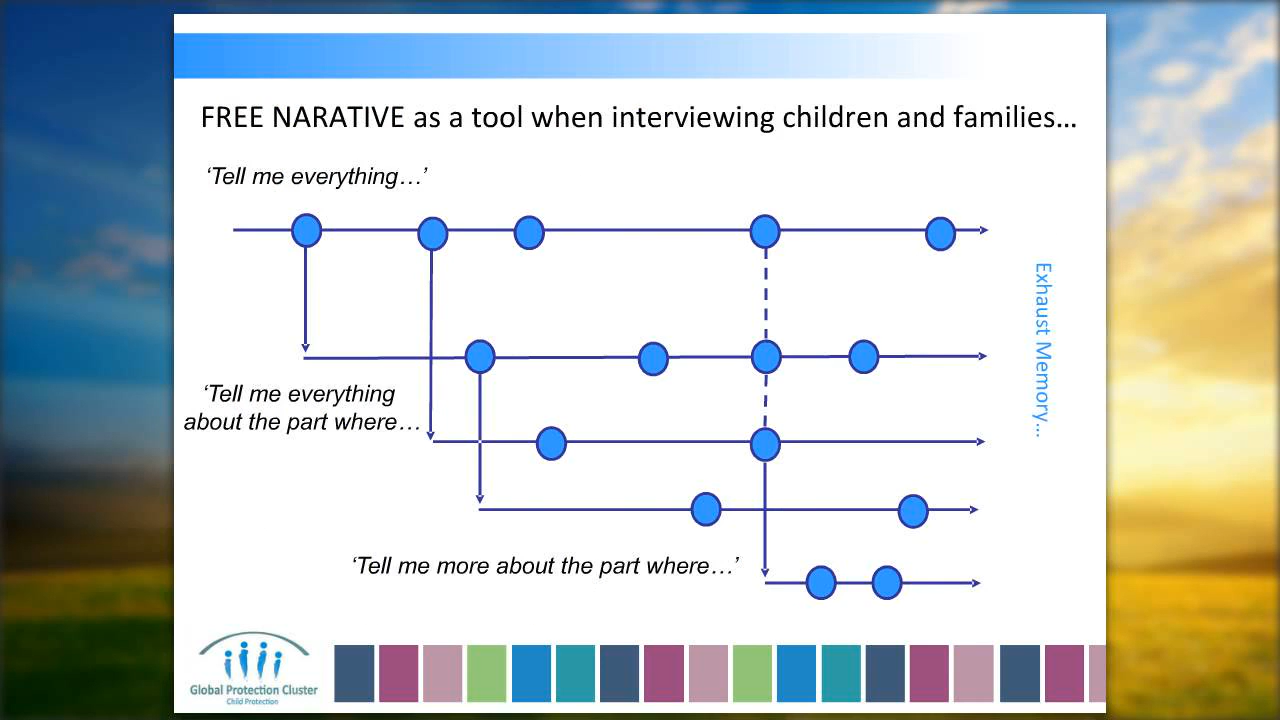 FREE NARATIVE as a tool when interviewing children and families…
‘Tell me everything…’
Exhaust Memory…
‘Tell me everything
about the part where…
‘Tell me more about the part where…’
Global Protection Cluster
Child Protection